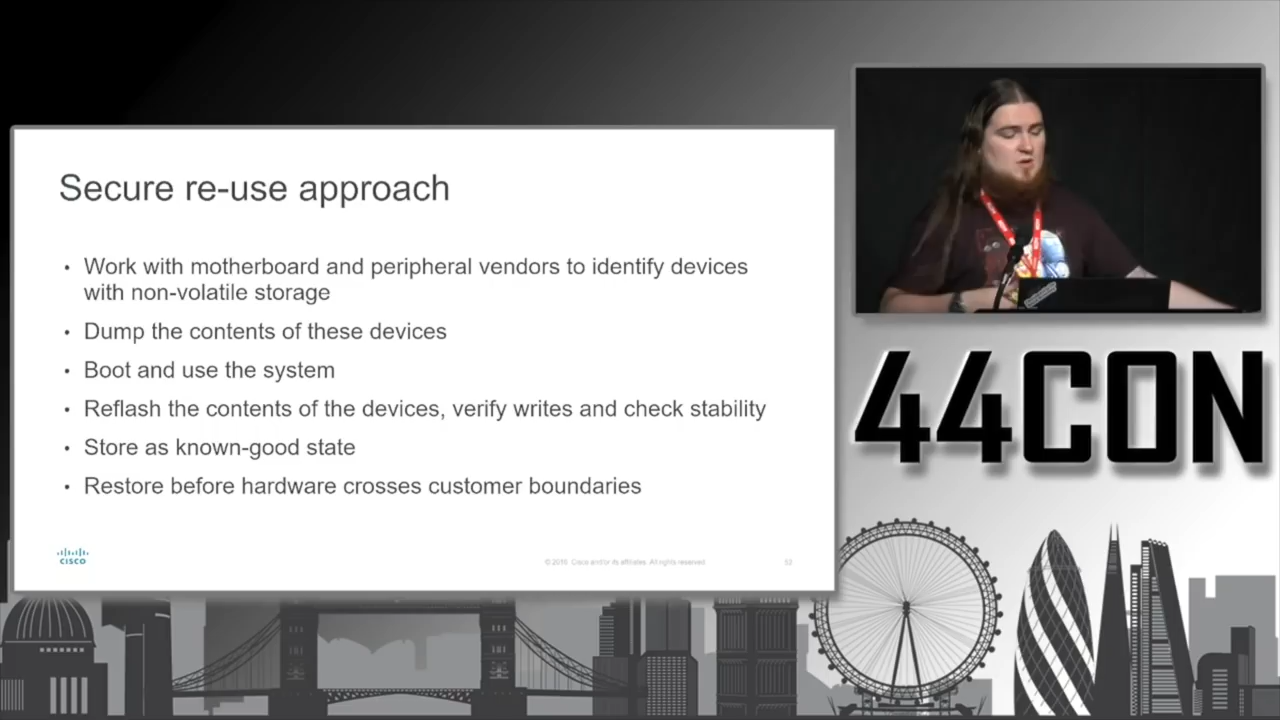 Secure re-use approach
• Work with motherboard and peripheral vendors to identify devices
with non-volatile storage
• Dump the contents of these devices
• Boot and use the system
• Reflash the contents of the devices, verify writes and check stability
• Store as known-good state
• Restore before hardware crosses customer boundaries
CISCO
44CON